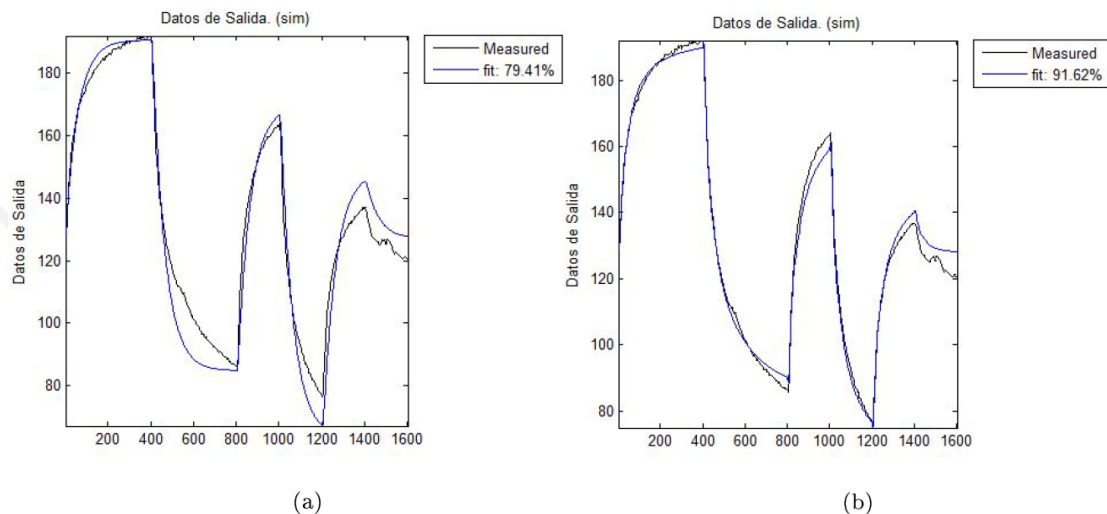 Datos de Salida. (sim)
Measured
fit: 79.41%
Datos de Salida
180
160
140
120
100
80
200 400 600 800 1000 1200 1400 1600
(a)
Datos de Salida. (sim)
Measured
fit: 91.62%
Datos de Salida
180
160
140
120
100
80
200 400 600 800 1000 1200 1400 1600
(b)